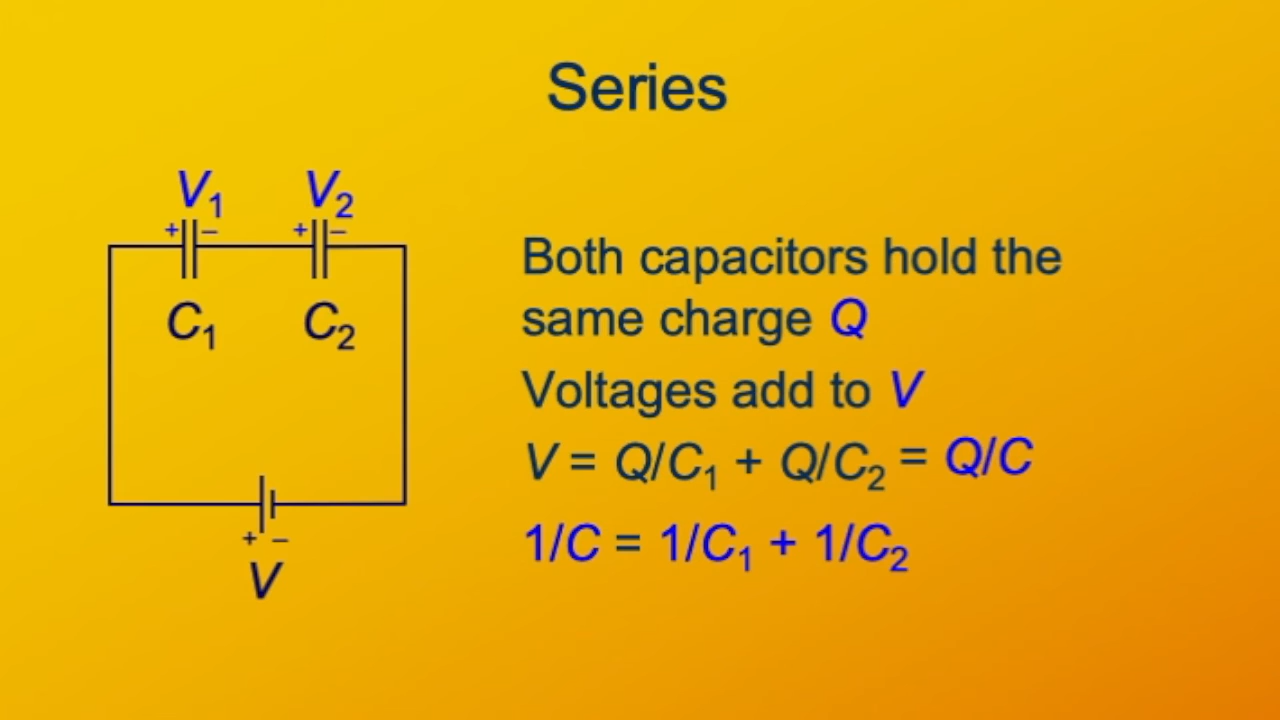 Series
V₁ V₂
+ − + −
C₁ C₂
+ −
V
Both capacitors hold the
same charge Q
Voltages add to V
V = Q/C₁ + Q/C₂ = Q/C
1/C = 1/C₁ + 1/C₂